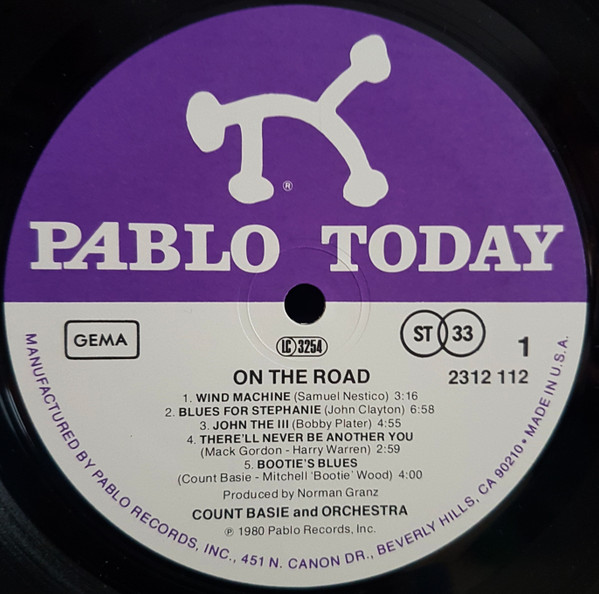 ®
PABLO TODAY
GEMA
LC 3254
ST 33
1
2312 112
ON THE ROAD
1. WIND MACHINE (Samuel Nestico) 3:16
2. BLUES FOR STEPHANIE (John Clayton) 6:58
3. JOHN THE III (Bobby Plater) 4:55
4. THERE'LL NEVER BE ANOTHER YOU
(Mack Gordon - Harry Warren) 2:59
5. BOOTIE'S BLUES
(Count Basie - Mitchell 'Bootie' Wood) 4:00
Produced by Norman Granz
COUNT BASIE and ORCHESTRA
℗ 1980 Pablo Records, Inc.
MANUFACTURED BY PABLO RECORDS, INC., 451 N. CANON DR., BEVERLY HILLS, CA 90210 • MADE IN U.S.A.